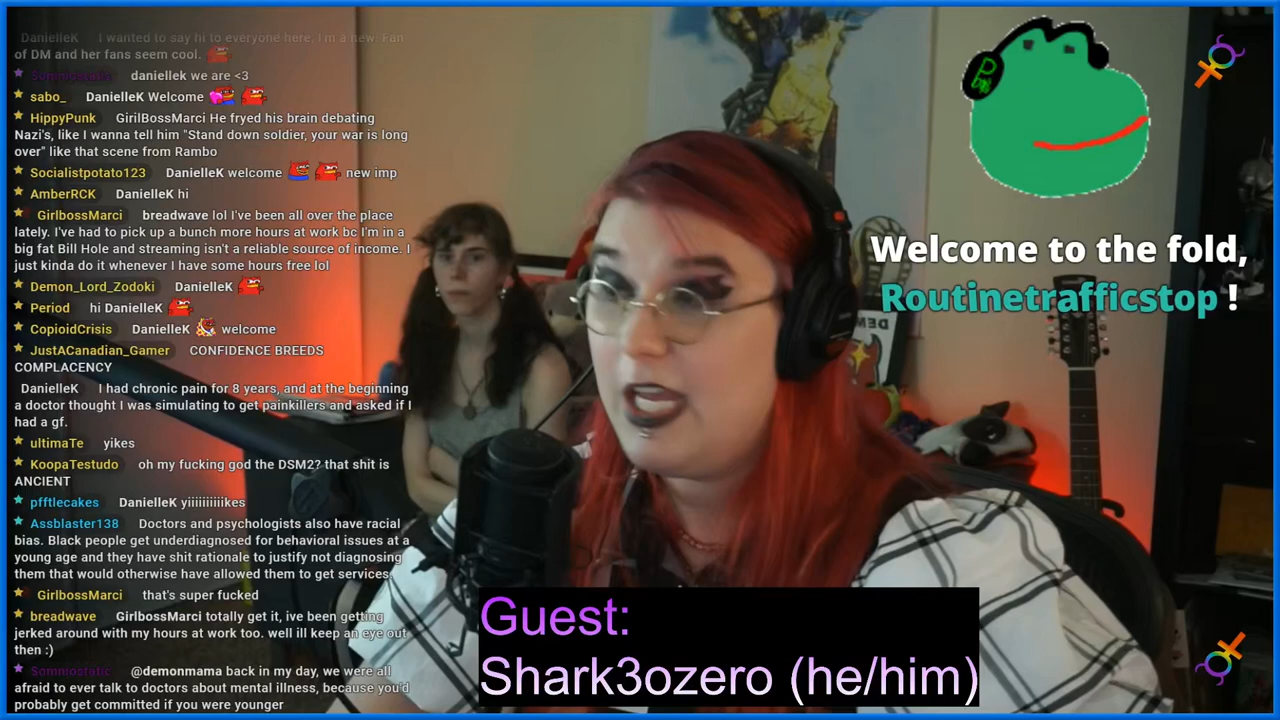 DanielleK I wanted to say hi to everyone here, I'm a new. Fan
of DM and her fans seem cool.
Somniostatic daniellek we are <3
sabo_ DanielleK Welcome
HippyPunk GirilBossMarci He fryed his brain debating
Nazi's, like I wanna tell him "Stand down soldier, your war is long
over" like that scene from Rambo
Socialistpotato123 DanielleK welcome new imp
AmberRCK DanielleK hi
GirlbossMarci breadwave lol I've been all over the place
lately. I've had to pick up a bunch more hours at work bc I'm in a
big fat Bill Hole and streaming isn't a reliable source of income. I
just kinda do it whenever I have some hours free lol
Demon_Lord_Zodoki DanielleK
Period hi DanielleK
CopioidCrisis DanielleK welcome
JustACanadian_Gamer CONFIDENCE BREEDS
COMPLACENCY
DanielleK I had chronic pain for 8 years, and at the beginning
a doctor thought I was simulating to get painkillers and asked if I
had a gf.
ultimaTe yikes
KoopaTestudo oh my fucking god the DSM2? that shit is
ANCIENT
pfftlecakes DanielleK yiiiiiiiiikes
Assblaster138 Doctors and psychologists also have racial
bias. Black people get underdiagnosed for behavioral issues at a
young age and they have shit rationale to justify not diagnosing
them that would otherwise have allowed them to get services.
GirlbossMarci that's super fucked
breadwave GirlbossMarci totally get it, ive been getting
jerked around with my hours at work too. well ill keep an eye out
then :)
Somniostatic @demonmama back in my day, we were all
afraid to ever talk to doctors about mental illness, because you'd
probably get committed if you were younger
Welcome to the fold,
Routinetrafficstop !
Guest:
Shark3ozero (he/him)